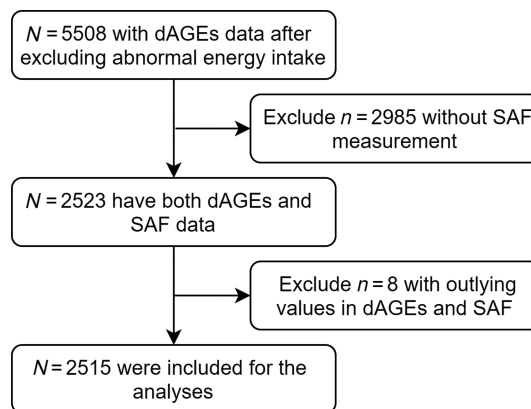 N = 5508 with dAGEs data after
excluding abnormal energy intake
Exclude n = 2985 without SAF
measurement
N = 2523 have both dAGEs and
SAF data
Exclude n = 8 with outlying
values in dAGEs and SAF
N = 2515 were included for the
analyses